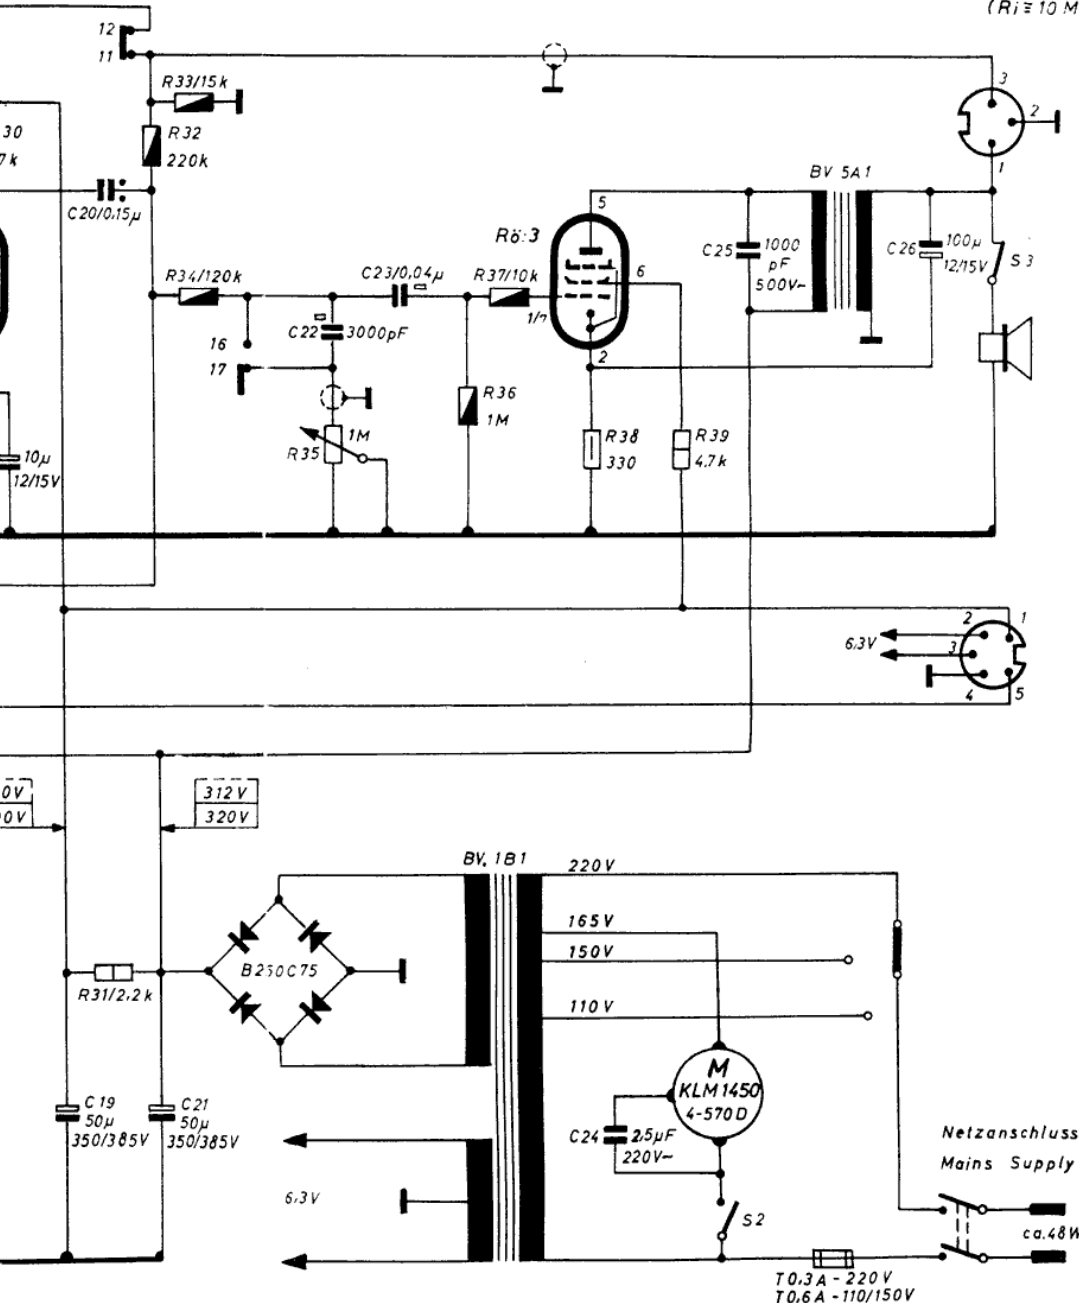 (Ri≅10 M
12
11
3
2
1
R33/15k
30
7k
R32
220k
C20/0,15µ
BV 5A1
5
Rö:3
6
1/7
2
C25
1000
pF
500V~
C26
100µ
12/15V
S3
R34/120k
C23/0,04µ
R37/10k
C22
3000pF
16
17
R36
1M
1M
R35
R38
330
R39
4,7k
10µ
12/15V
2
1
6,3V
3
4
5
0V
0V
312V
320V
BV. 1B1
220V
165V
150V
110V
B250C75
R31/2,2k
M
KLM1450
4-570D
C19
50µ
350/385V
C21
50µ
350/385V
C24
2,5µF
220V~
Netzanschluss
Mains Supply
6,3V
S2
ca.48W
T0,3A-220V
T0,6A-110/150V